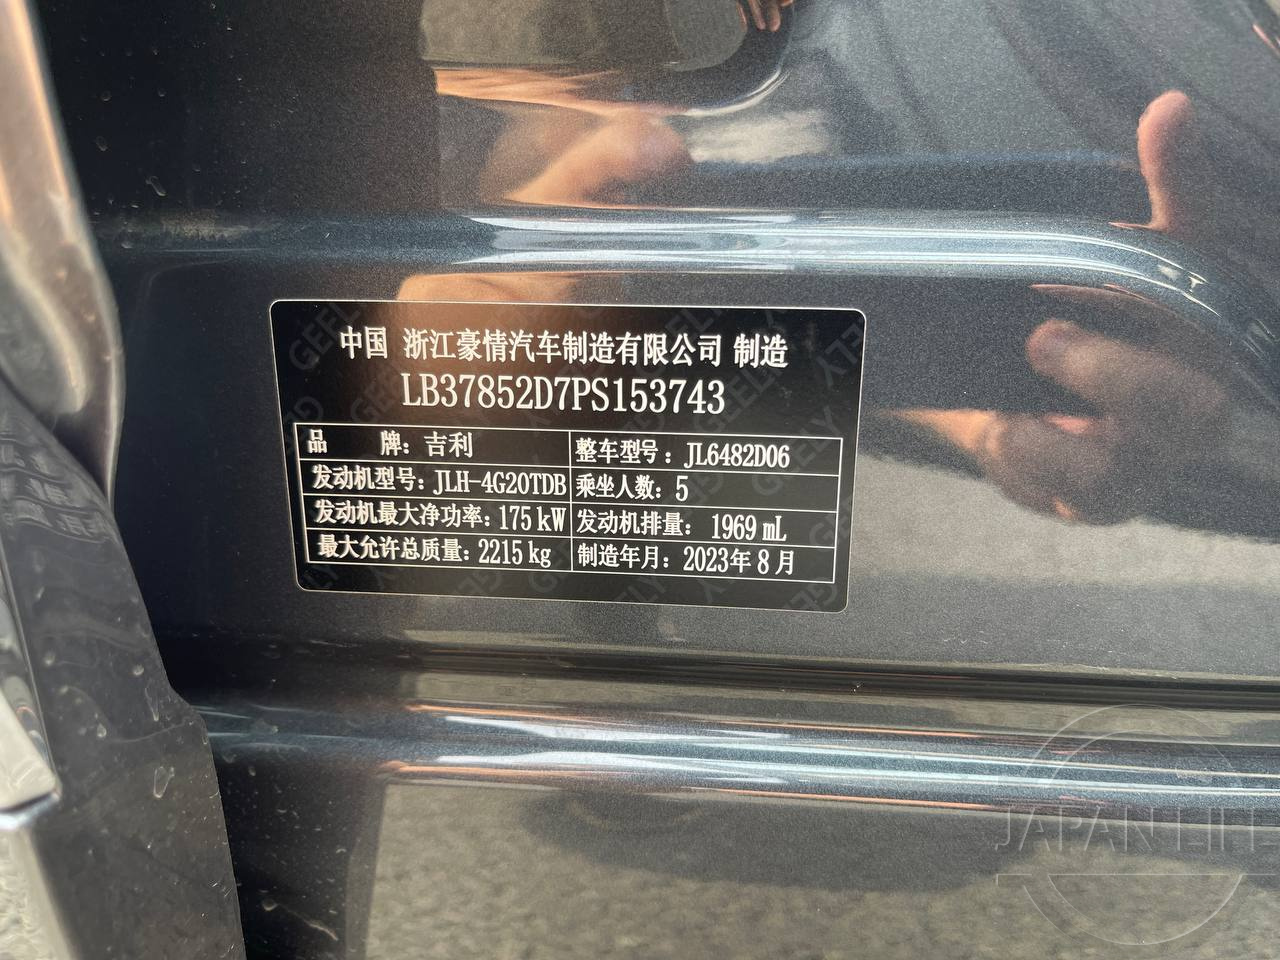 中国 浙江豪情汽车制造有限公司 制造
LB37852D7PS153743
品 牌: 吉利 整车型号: JL6482D06
发动机型号: JLH-4G20TDB 乘坐人数: 5
发动机最大净功率: 175 kW 发动机排量: 1969 mL
最大允许总质量: 2215 kg 制造年月: 2023年 8 月
GEELY
JAPAN